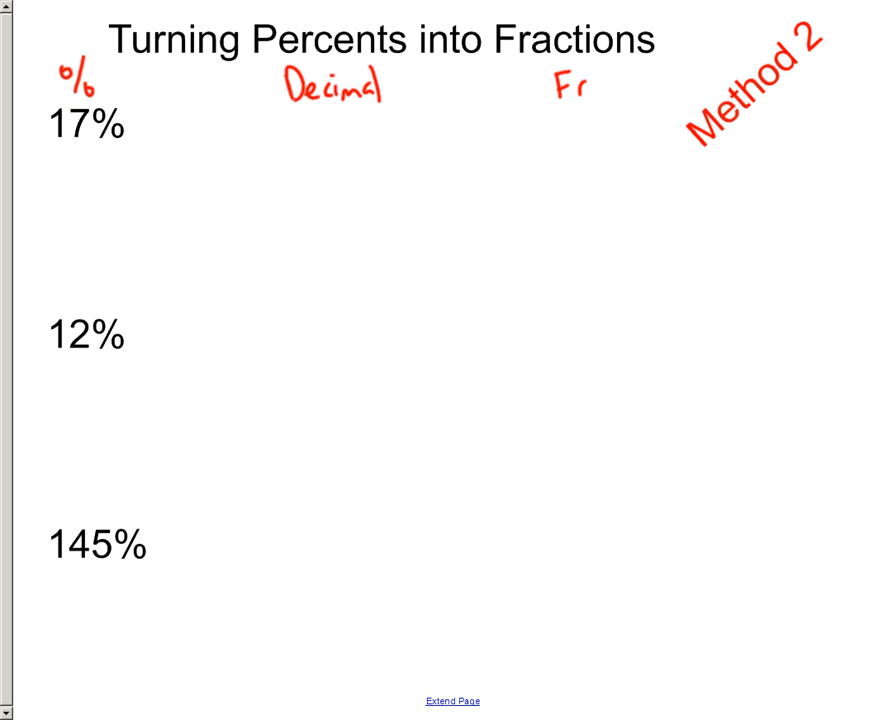 Turning Percents into Fractions
% Decimal Fr
Method 2
17%
12%
145%
Extend Page